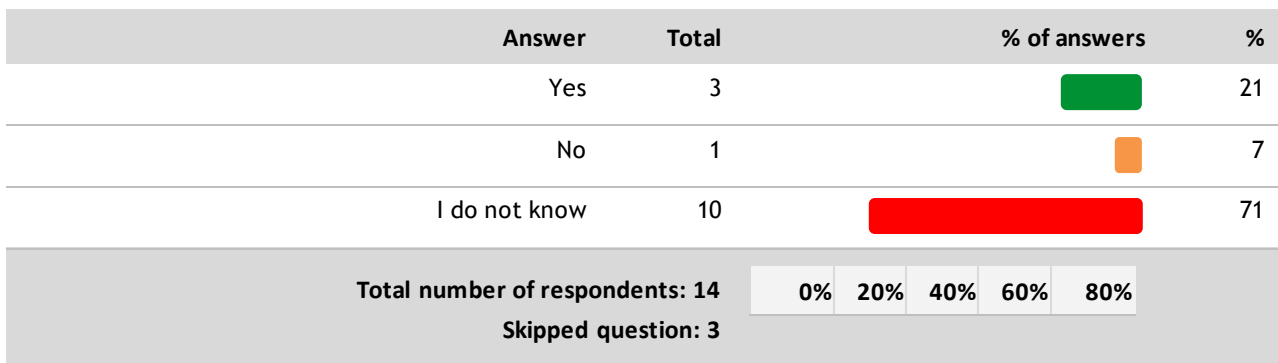 Answer Total % of answers %
Yes 3 21
No 1 7
I do not know 10 71
Total number of respondents: 14 0% 20% 40% 60% 80%
Skipped question: 3